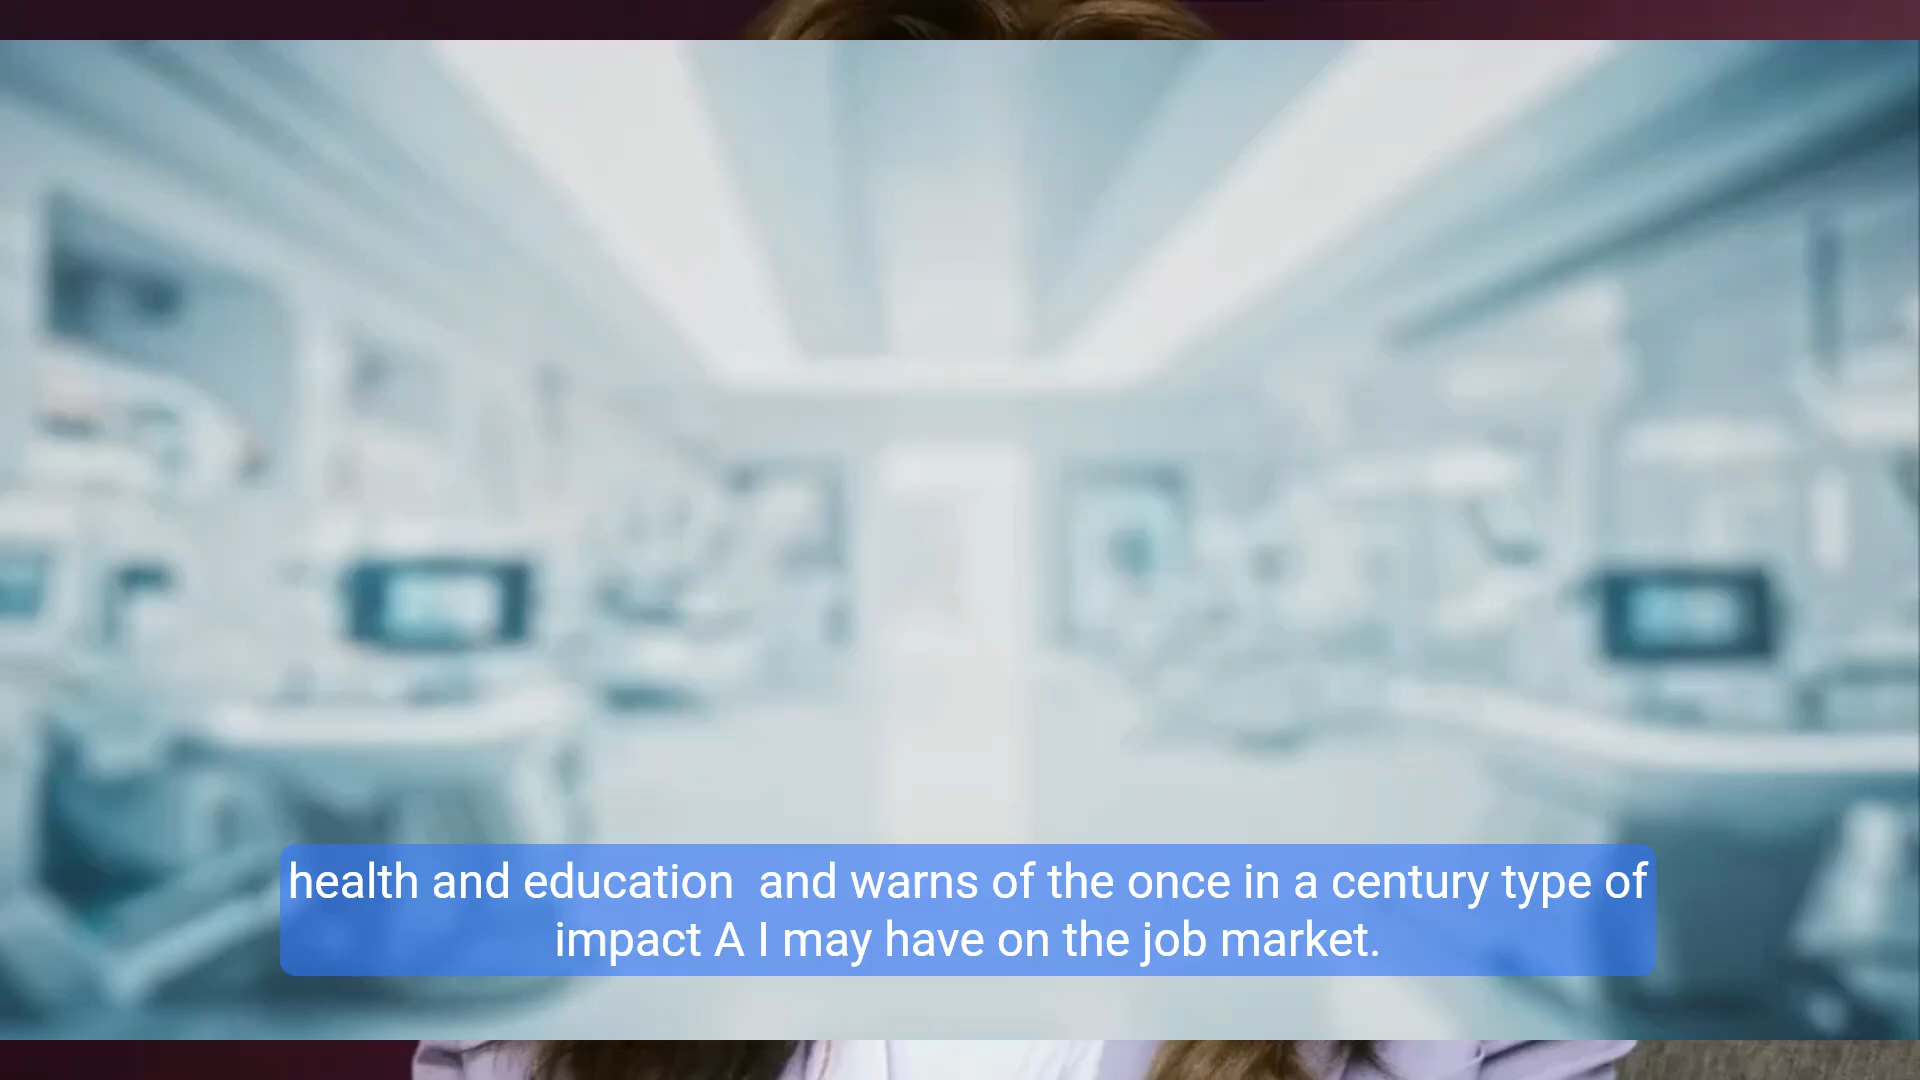 health and education  and warns of the once in a century type of
impact A I may have on the job market.